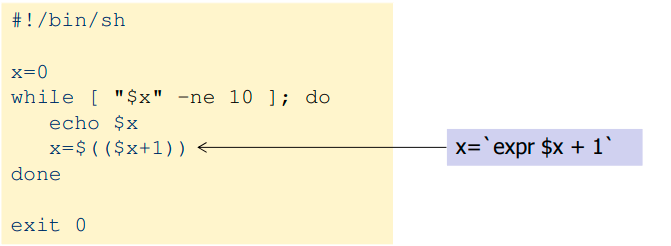 #!/bin/sh
x=0
while [ "$x" -ne 10 ]; do
echo $x
x=$(($x+1))
x=`expr $x + 1`
done
exit 0